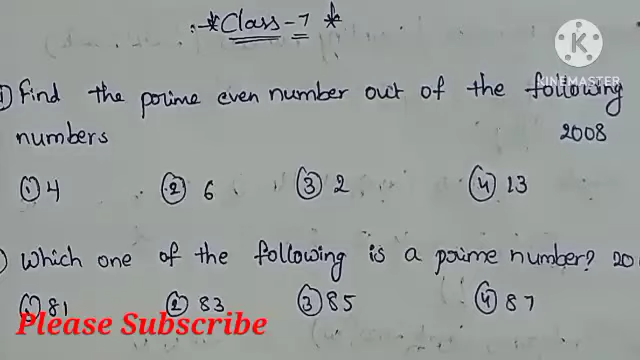 *Class-7*
K
KINEMASTER
1) Find the prime even number out of the following
numbers 2008
① 4 ② 6 ③ 2 ④ 13
Which one of the following is a prime number? 20
① 81 ② 83 ③ 85 ④ 87
Please Subscribe